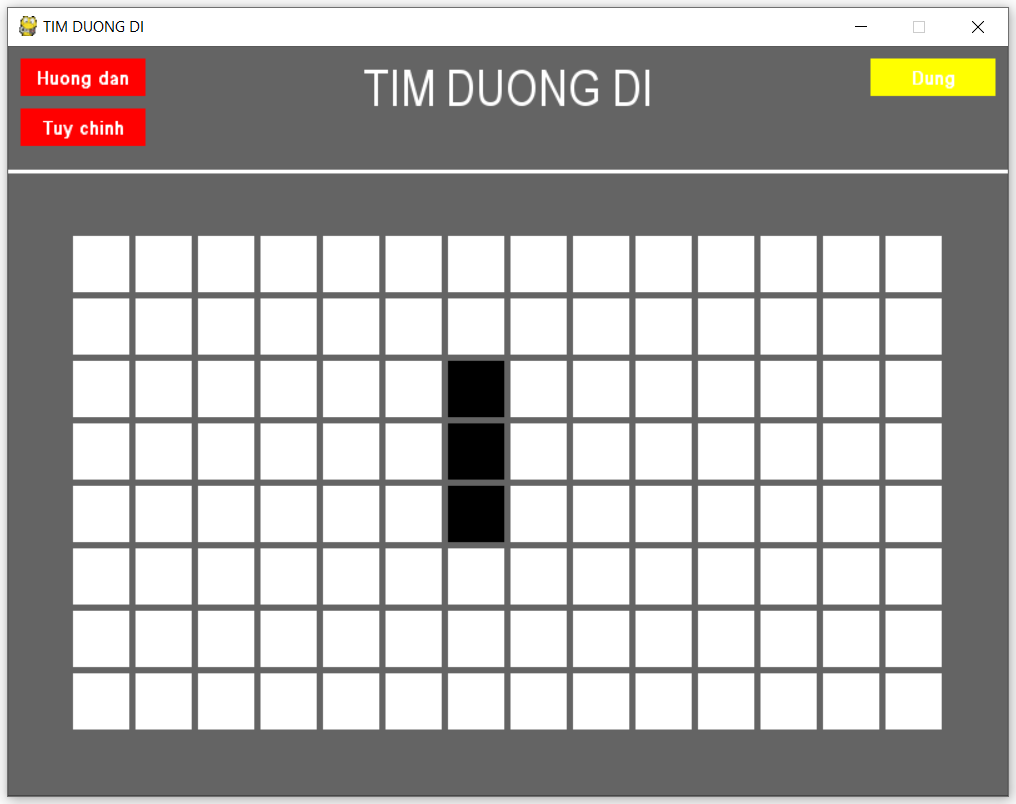 TIM DUONG DI
Huong dan
TIM DUONG DI
Dung
Tuy chinh